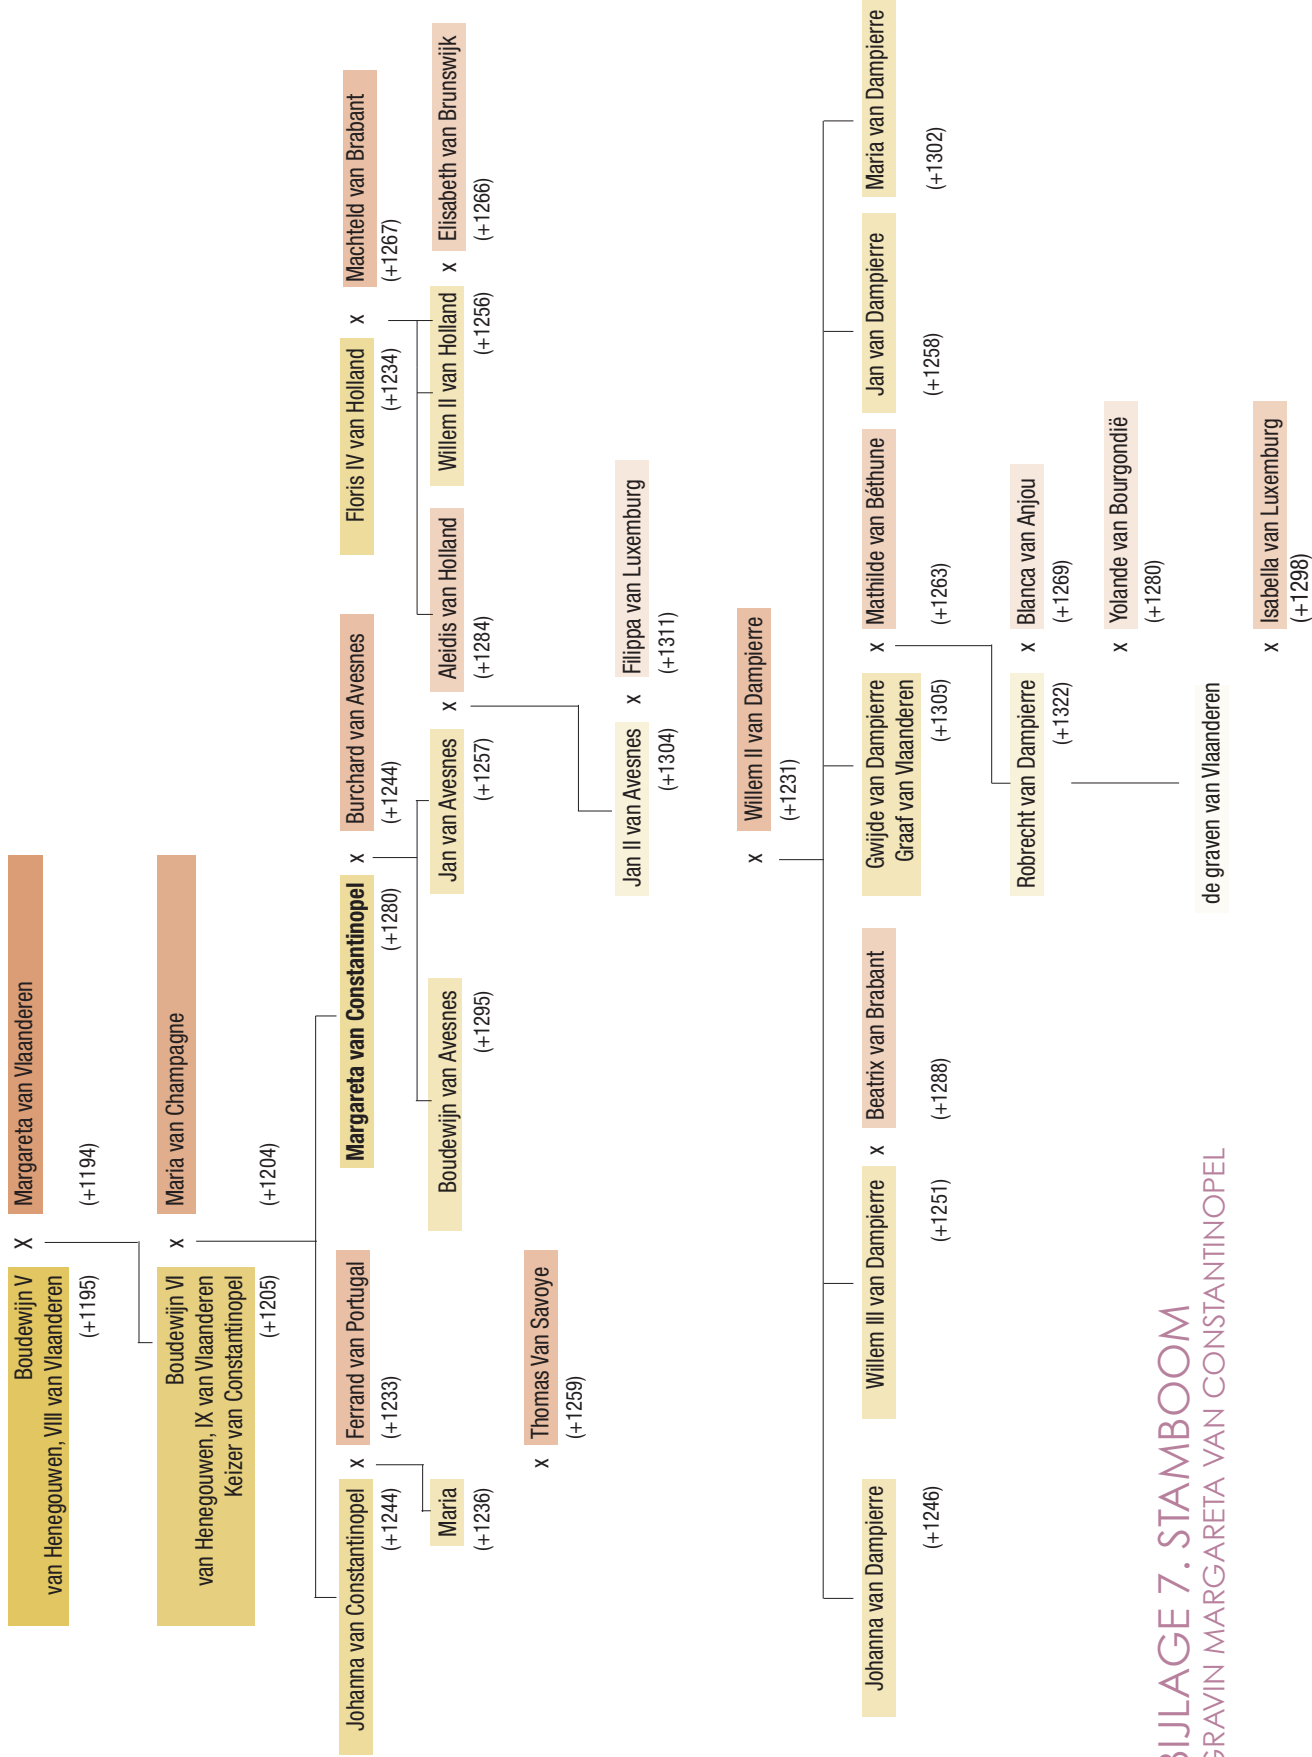 Boudewijn V
van Henegouwen, VIII van Vlaanderen
(+1195)
X
Margareta van Vlaanderen
(+1194)
Boudewijn VI
van Henegouwen, IX van Vlaanderen
Keizer van Constantinopel
(+1205)
x
Maria van Champagne
(+1204)
Johanna van Constantinopel
(+1244)
x
Ferrand van Portugal
(+1233)
Margareta van Constantinopel
(+1280)
x
Burchard van Avesnes
(+1244)
Floris IV van Holland
(+1234)
x
Machteld van Brabant
(+1267)
Maria
(+1236)
Boudewijn van Avesnes
(+1295)
Jan van Avesnes
(+1257)
x
Aleidis van Holland
(+1284)
Willem II van Holland
(+1256)
x
Elisabeth van Brunswijk
(+1266)
x
Thomas Van Savoye
(+1259)
Jan II van Avesnes
(+1304)
x
Filippa van Luxemburg
(+1311)
x
Willem II van Dampierre
(+1231)
Johanna van Dampierre
(+1246)
Willem III van Dampierre
(+1251)
x
Beatrix van Brabant
(+1288)
Gwijde van Dampierre
Graaf van Vlaanderen
(+1305)
x
Mathilde van Béthune
(+1263)
Jan van Dampierre
(+1258)
Maria van Dampierre
(+1302)
Robrecht van Dampierre
(+1322)
x
Blanca van Anjou
(+1269)
x
Yolande van Bourgondië
(+1280)
de graven van Vlaanderen
x
Isabella van Luxemburg
(+1298)
BIJLAGE 7. STAMBOOM
GRAVIN MARGARETA VAN CONSTANTINOPEL